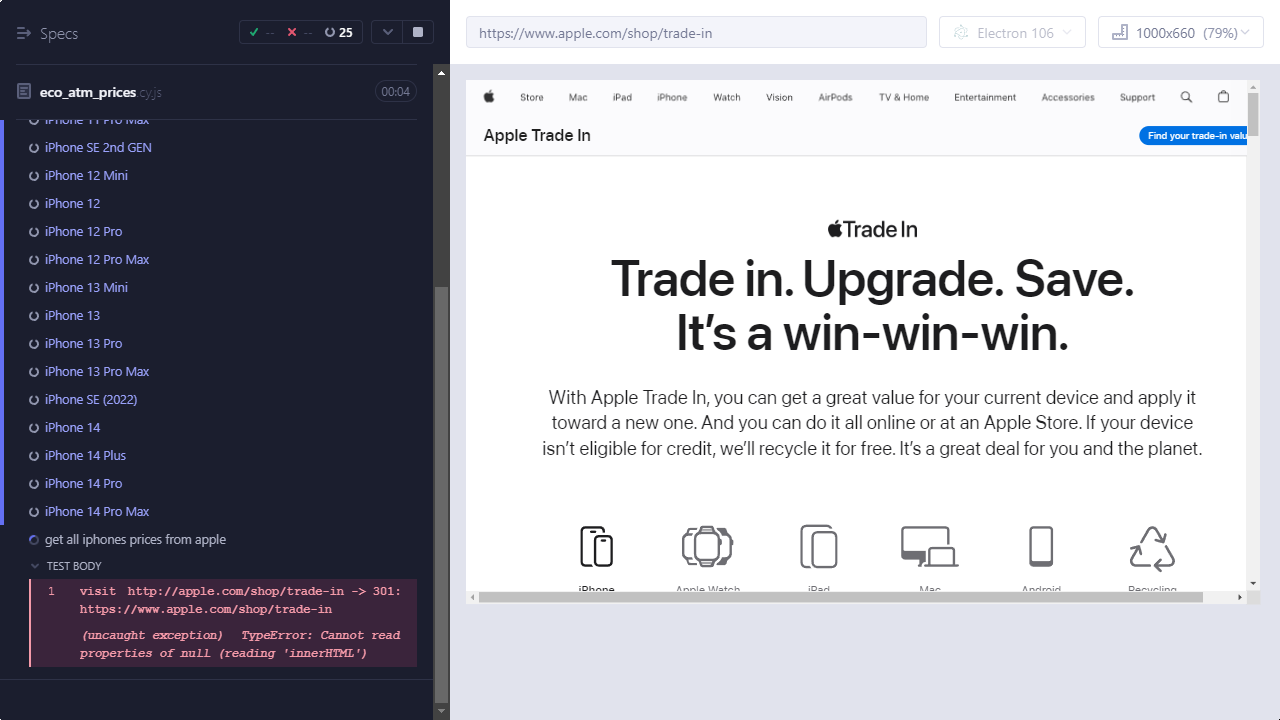 Specs
-- -- 25
eco_atm_prices.cy.js
00:04
iPhone 11 Pro Max
iPhone SE 2nd GEN
iPhone 12 Mini
iPhone 12
iPhone 12 Pro
iPhone 12 Pro Max
iPhone 13 Mini
iPhone 13
iPhone 13 Pro
iPhone 13 Pro Max
iPhone SE (2022)
iPhone 14
iPhone 14 Plus
iPhone 14 Pro
iPhone 14 Pro Max
get all iphones prices from apple
TEST BODY
1 visit http://apple.com/shop/trade-in -> 301:
https://www.apple.com/shop/trade-in
(uncaught exception) TypeError: Cannot read
properties of null (reading 'innerHTML')
https://www.apple.com/shop/trade-in
Electron 106
1000x660 (79%)
Store Mac iPad iPhone Watch Vision AirPods TV & Home Entertainment Accessories Support
Apple Trade In
Find your trade-in valu
Trade In
Trade in. Upgrade. Save.
It’s a win-win-win.
With Apple Trade In, you can get a great value for your current device and apply it
toward a new one. And you can do it all online or at an Apple Store. If your device
isn’t eligible for credit, we’ll recycle it for free. It’s a great deal for you and the planet.
iPhone Apple Watch iPad Mac Android Recycling